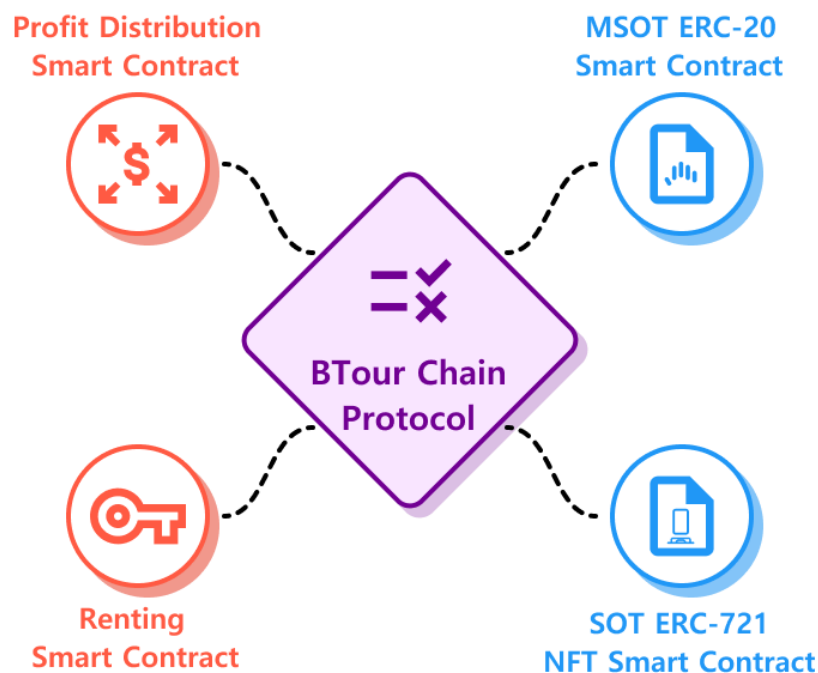 Profit Distribution
Smart Contract
MSOT ERC-20
Smart Contract
BTour Chain
Protocol
Renting
Smart Contract
SOT ERC-721
NFT Smart Contract